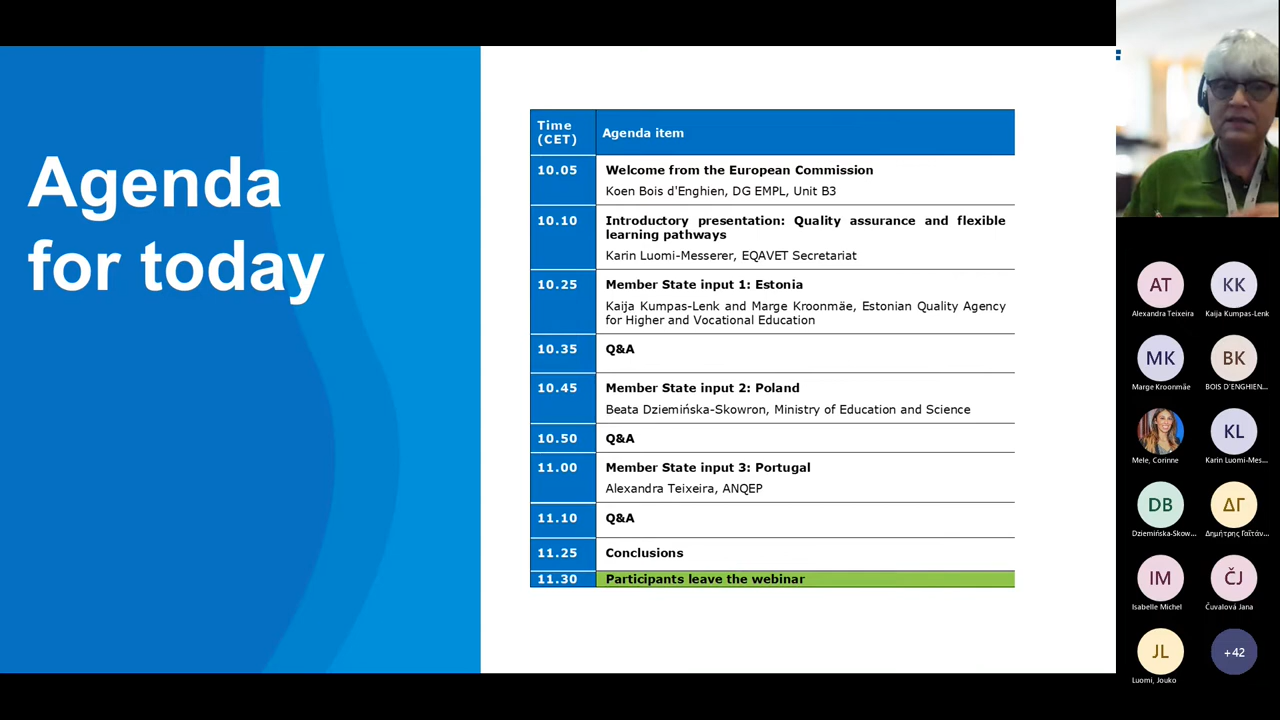 Agenda
for today
Time
(CET)
Agenda item
10.05
Welcome from the European Commission
Koen Bois d'Enghien, DG EMPL, Unit B3
10.10
Introductory presentation: Quality assurance and flexible
learning pathways
Karin Luomi-Messerer, EQAVET Secretariat
10.25
Member State input 1: Estonia
Kaija Kumpas-Lenk and Marge Kroonmäe, Estonian Quality Agency
for Higher and Vocational Education
10.35
Q&A
10.45
Member State input 2: Poland
Beata Dziemińska-Skowron, Ministry of Education and Science
10.50
Q&A
11.00
Member State input 3: Portugal
Alexandra Teixeira, ANQEP
11.10
Q&A
11.25
Conclusions
11.30
Participants leave the webinar
AT
KK
Alexandra Teixeira
Kaija Kumpas-Lenk
MK
BK
Marge Kroonmäe
BOIS D'ENGHIEN...
KL
Mele, Corinne
Karin Luomi-Mes...
DB
ΔΓ
Dziemińska-Skow...
Δημήτρης Γαϊτάν...
IM
ČJ
Isabelle Michel
Čuvalová Jana
JL
+42
Luomi, Jouko